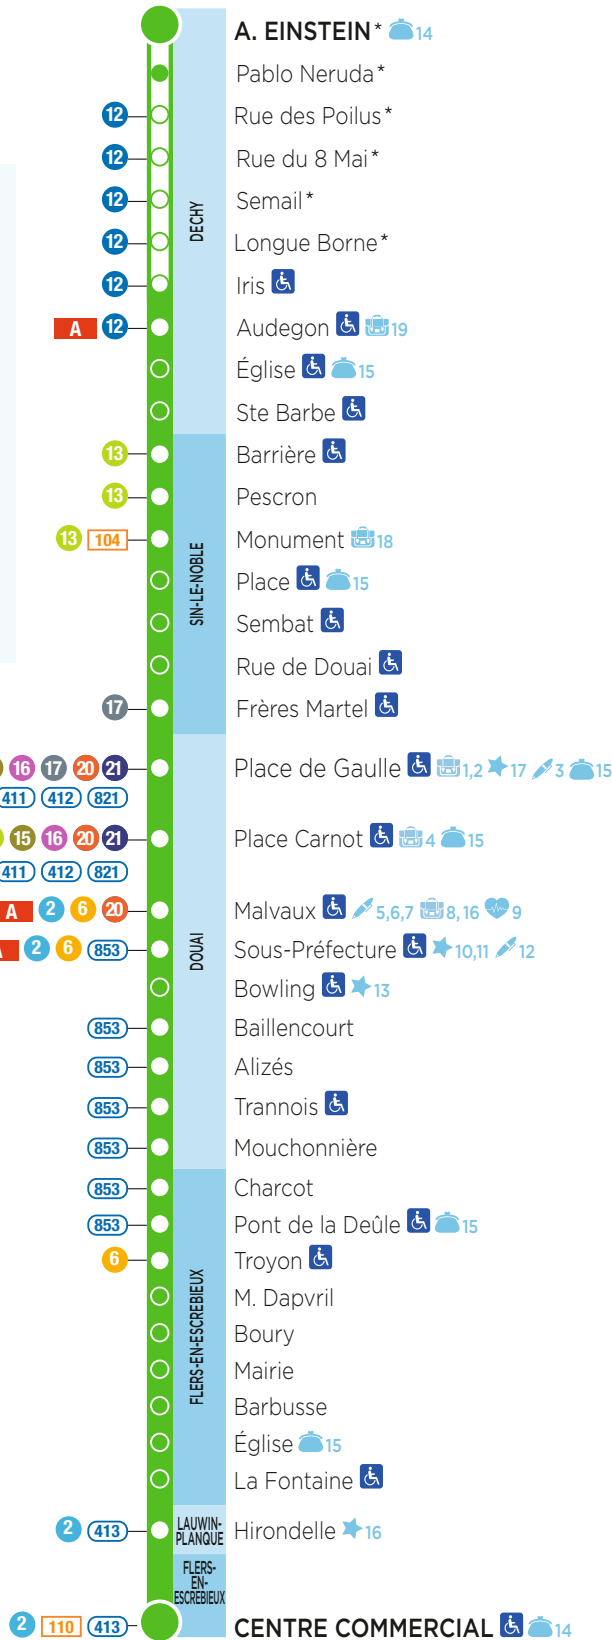 A. EINSTEIN* 14
Pablo Neruda*
12 Rue des Poilus*
12 Rue du 8 Mai*
12 Semail*
12 Longue Borne*
12 Iris
A 12 Audegon 19
Église 15
Ste Barbe
DECHY
13 Barrière
13 Pescron
13 104 Monument 18
Place 15
Sembat
Rue de Douai
17 Frères Martel
SIN-LE-NOBLE
16 17 20 21 Place de Gaulle 1,2 17 3 15
411 412 821
15 16 20 21 Place Carnot 4 15
411 412 821
A 2 6 20 Malvaux 5,6,7 8,16 9
2 6 853 Sous-Préfecture 10,11 12
Bowling 13
853 Baillencourt
853 Alizés
853 Trannois
853 Mouchonnière
DOUAI
853 Charcot
853 Pont de la Deûle 15
6 Troyon
M. Dapvril
Boury
Mairie
Barbusse
Église 15
La Fontaine
FLERS-EN-ESCREBIEUX
2 413 Hirondelle 16
LAUWIN-
PLANQUE
FLERS-
EN-
ESCREBIEUX
2 110 413 CENTRE COMMERCIAL 14